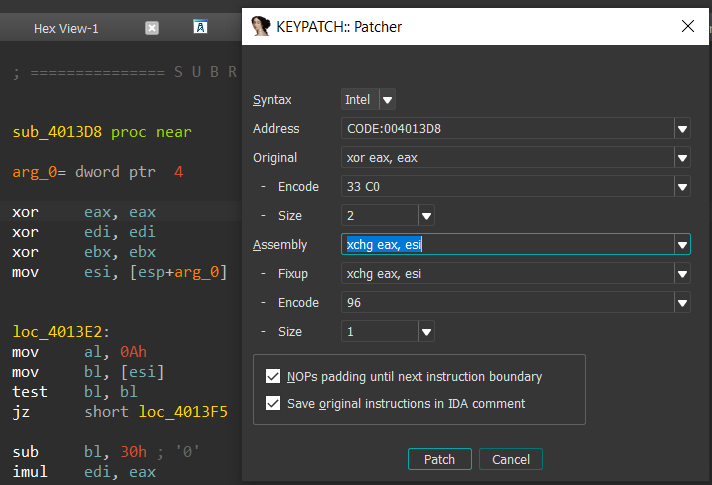 Hex View-1
; =============== S U B R
sub_4013D8 proc near
arg_0= dword ptr  4
xor     eax, eax
xor     edi, edi
xor     ebx, ebx
mov     esi, [esp+arg_0]
loc_4013E2:
mov     al, 0Ah
mov     bl, [esi]
test    bl, bl
jz      short loc_4013F5
sub     bl, 30h ; '0'
imul    edi, eax
KEYPATCH:: Patcher
Syntax Intel
Address CODE:004013D8
Original xor eax, eax
- Encode 33 C0
- Size 2
Assembly xchg eax, esi
- Fixup xchg eax, esi
- Encode 96
- Size 1
NOPs padding until next instruction boundary
Save original instructions in IDA comment
Patch Cancel